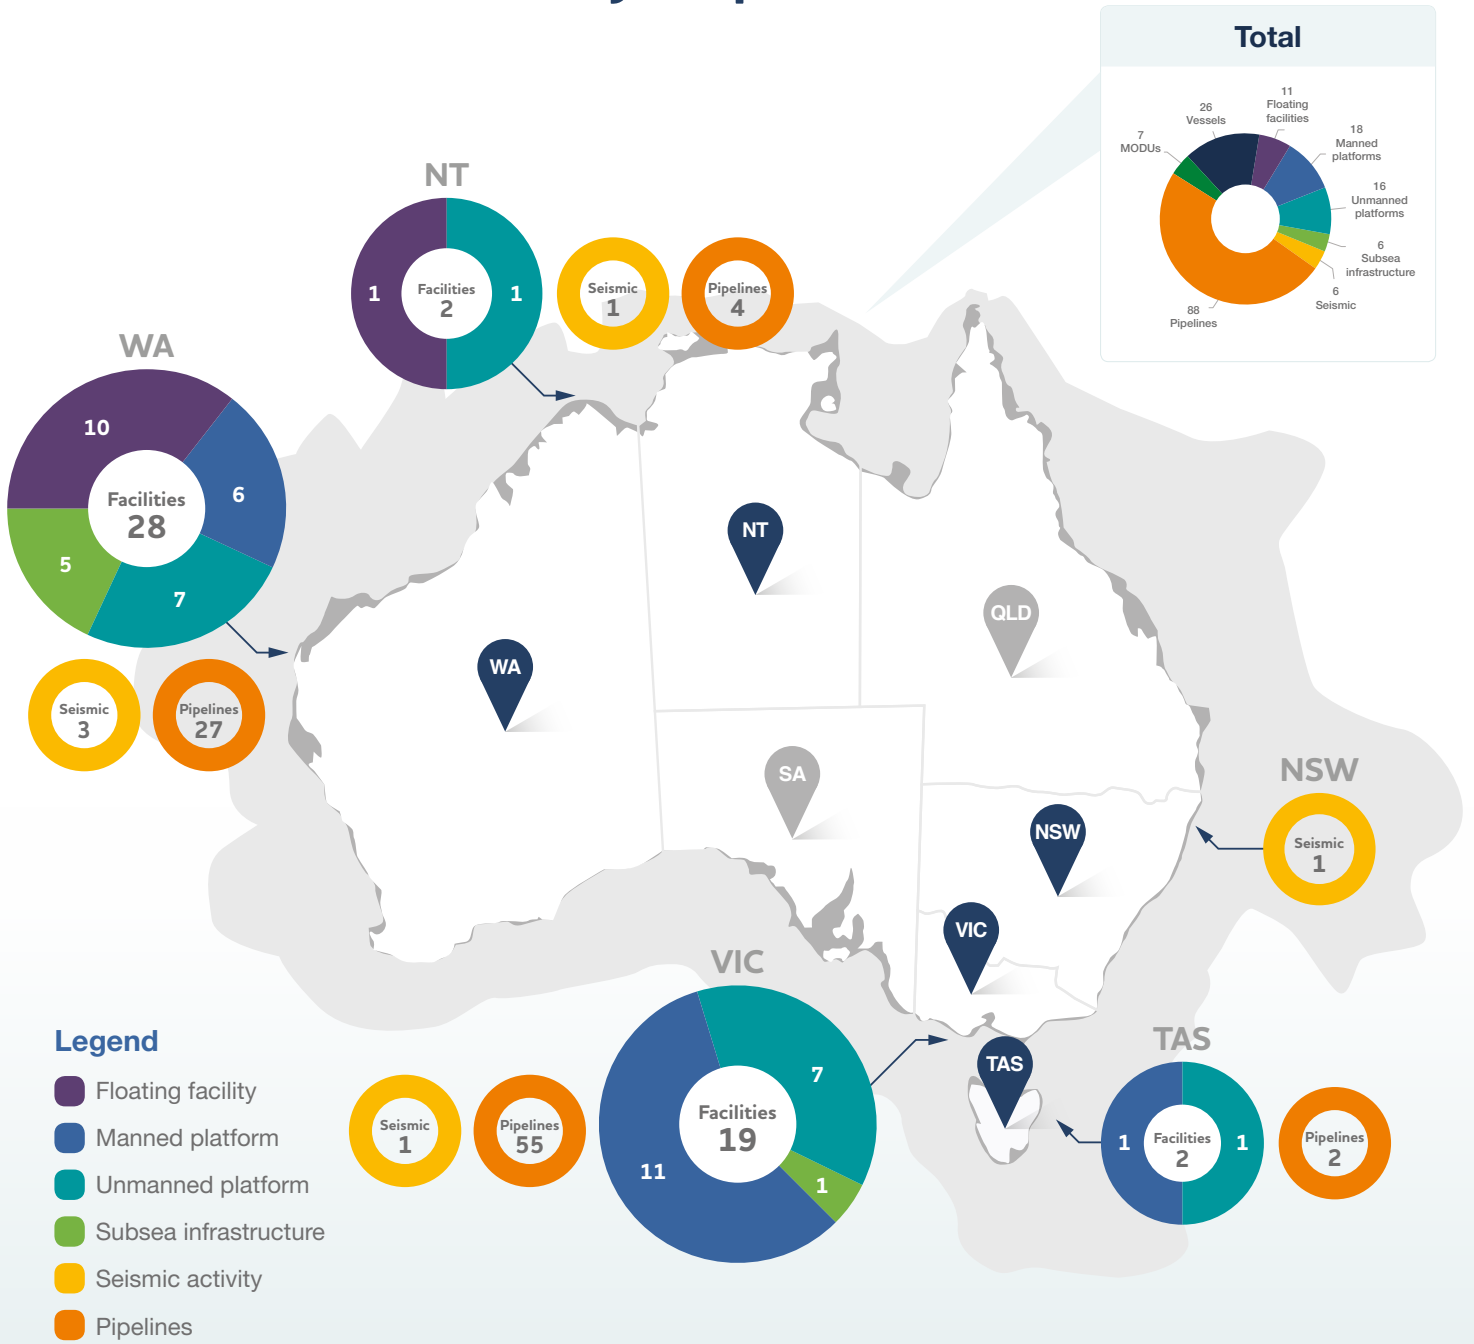 Total
11
Floating
facilities
26
Vessels
18
Manned
platforms
7
MODUs
16
Unmanned
platforms
6
Subsea
infrastructure
6
Seismic
88
Pipelines
NT
1
Facilities
2
1
Seismic
1
Pipelines
4
WA
10
6
Facilities
28
5
7
Seismic
3
Pipelines
27
NT
QLD
WA
SA
NSW
VIC
TAS
NSW
Seismic
1
VIC
7
Facilities
19
11
1
Seismic
1
Pipelines
55
TAS
1
Facilities
2
1
Pipelines
2
Legend
Floating facility
Manned platform
Unmanned platform
Subsea infrastructure
Seismic activity
Pipelines